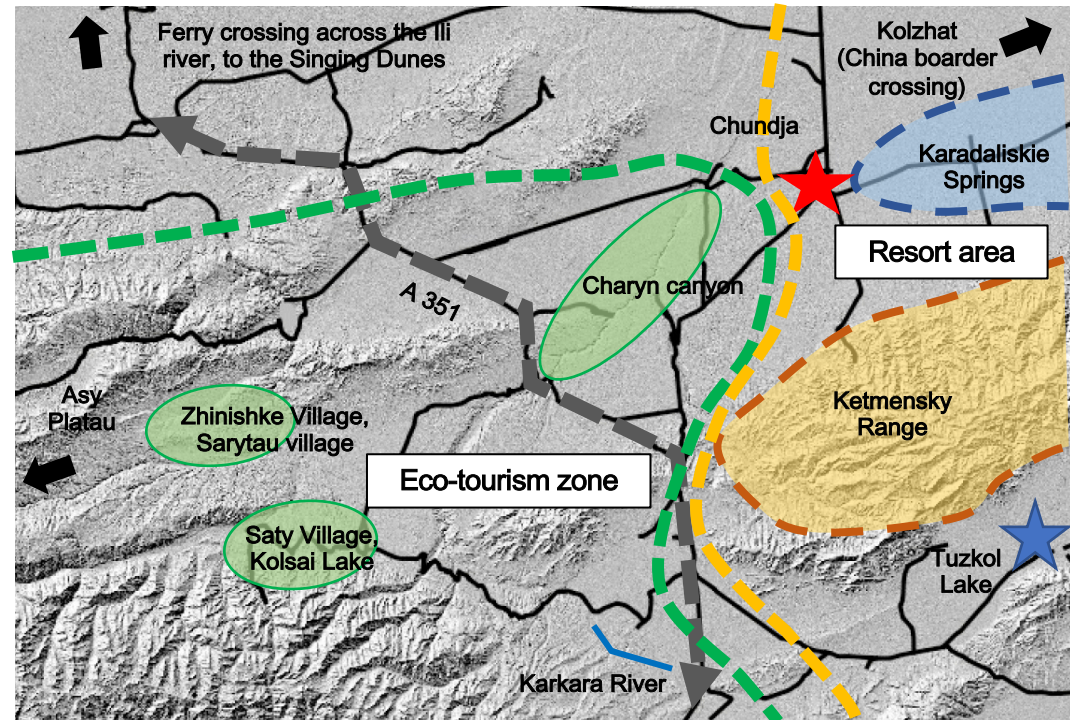 Ferry crossing across the Ili
river, to the Singing Dunes
Kolzhat
(China boarder
crossing)
Chundja
Karadaliskie
Springs
Resort area
Charyn canyon
A 351
Asy
Platau
Zhinishke Village,
Sarytau village
Ketmensky
Range
Eco-tourism zone
Saty Village,
Kolsai Lake
Tuzkol
Lake
Karkara River